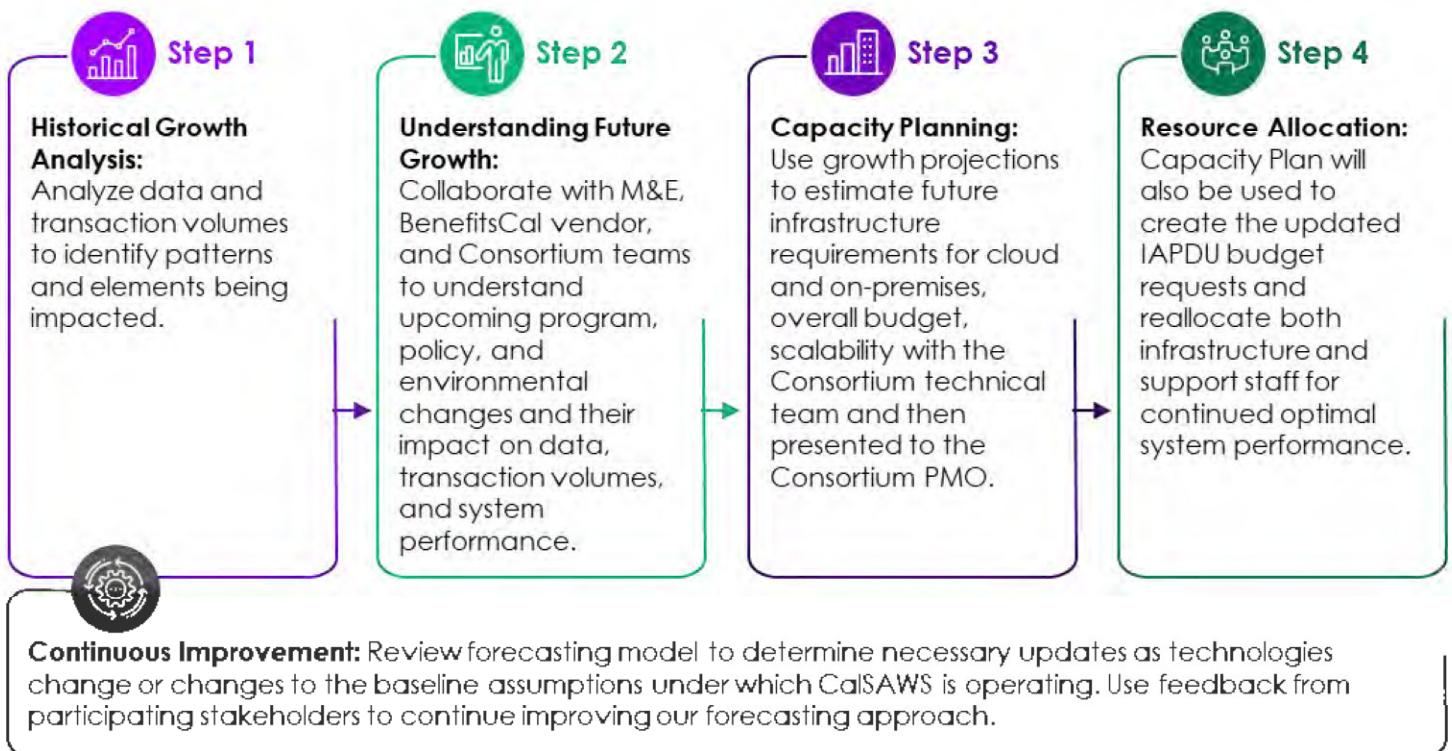 Step 1
Historical Growth
Analysis:
Analyze data and
transaction volumes
to identify patterns
and elements being
impacted.
Step 2
Understanding Future
Growth:
Collaborate with M&E,
BenefitsCal vendor,
and Consortium teams
to understand
upcoming program,
policy, and
environmental
changes and their
impact on data,
transaction volumes,
and system
performance.
Step 3
Capacity Planning:
Use growth projections
to estimate future
infrastructure
requirements for cloud
and on-premises,
overall budget,
scalability with the
Consortium technical
team and then
presented to the
Consortium PMO.
Step 4
Resource Allocation:
Capacity Plan will
also be used to
create the updated
IAPDU budget
requests and
reallocate both
infrastructure and
support staff for
continued optimal
system performance.
Continuous Improvement: Review forecasting model to determine necessary updates as technologies
change or changes to the baseline assumptions under which CalSAWS is operating. Use feedback from
participating stakeholders to continue improving our forecasting approach.